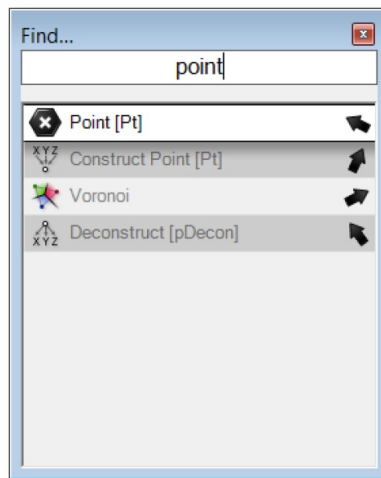 Find...
x
point
Point [Pt]
XYZ
Construct Point [Pt]
Voronoi
XYZ
Deconstruct [pDecon]